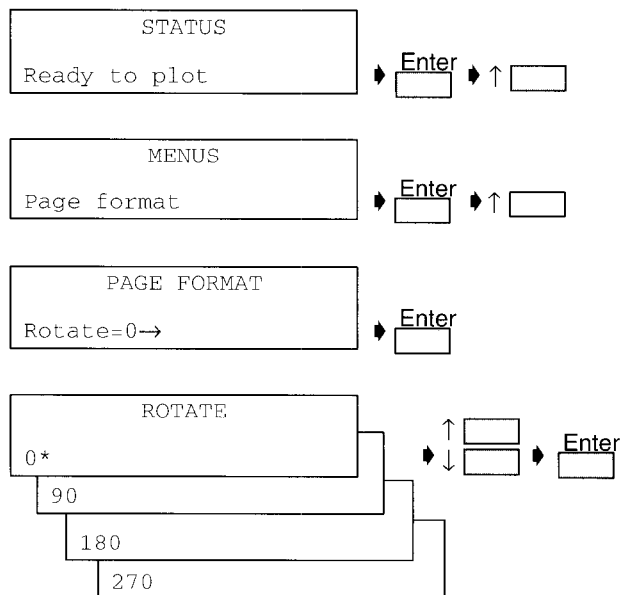 STATUS
Ready to plot
Enter
↑
MENUS
Page format
Enter
↑
PAGE FORMAT
Rotate=0→
Enter
ROTATE
0*
↑
↓
Enter
90
180
270